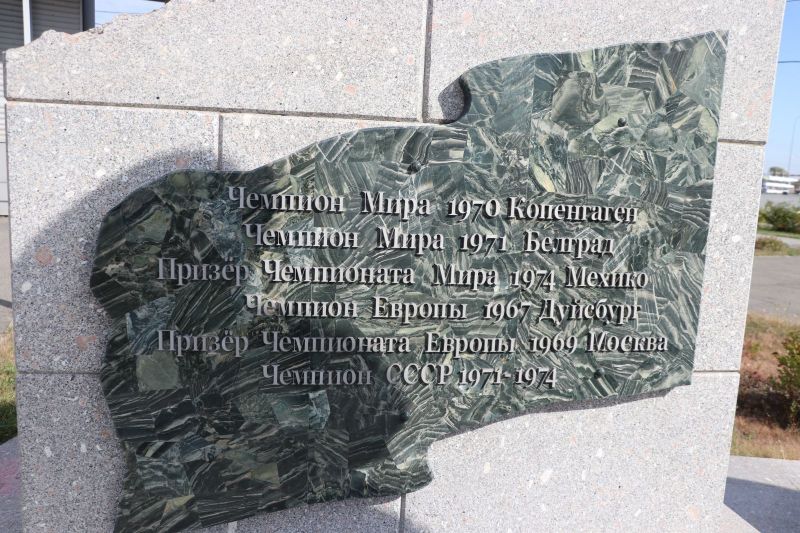 Чемпион Мира 1970 Копенгаген
Чемпион Мира 1971 Белград
Призёр Чемпионата Мира 1974 Мехико
Чемпион Европы 1967 Дуйсбург
Призёр Чемпионата Европы 1969 Москва
Чемпион СССР 1971-1974